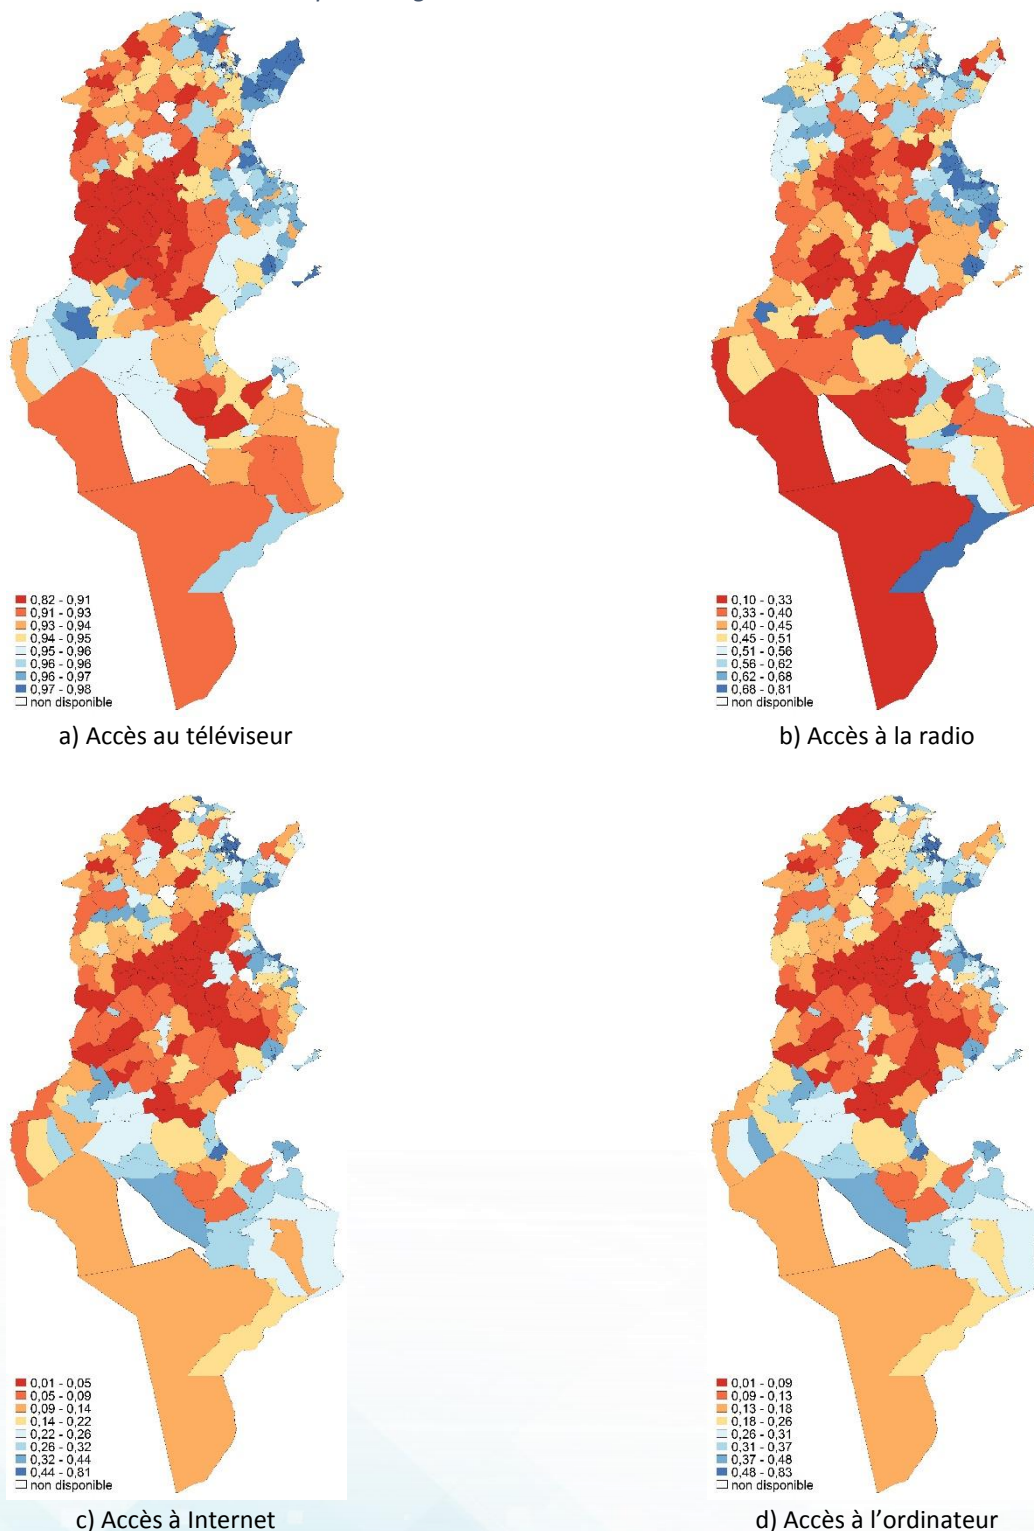 0,82 - 0,91
0,91 - 0,93
0,93 - 0,94
0,94 - 0,95
0,95 - 0,96
0,96 - 0,96
0,96 - 0,97
0,97 - 0,98
non disponible
a) Accès au téléviseur
0,10 - 0,33
0,33 - 0,40
0,40 - 0,45
0,45 - 0,51
0,51 - 0,56
0,56 - 0,62
0,62 - 0,68
0,68 - 0,81
non disponible
b) Accès à la radio
0,01 - 0,05
0,05 - 0,09
0,09 - 0,14
0,14 - 0,22
0,22 - 0,26
0,26 - 0,32
0,32 - 0,44
0,44 - 0,81
non disponible
c) Accès à Internet
0,01 - 0,09
0,09 - 0,13
0,13 - 0,18
0,18 - 0,26
0,26 - 0,31
0,31 - 0,37
0,37 - 0,48
0,48 - 0,83
non disponible
d) Accès à l’ordinateur